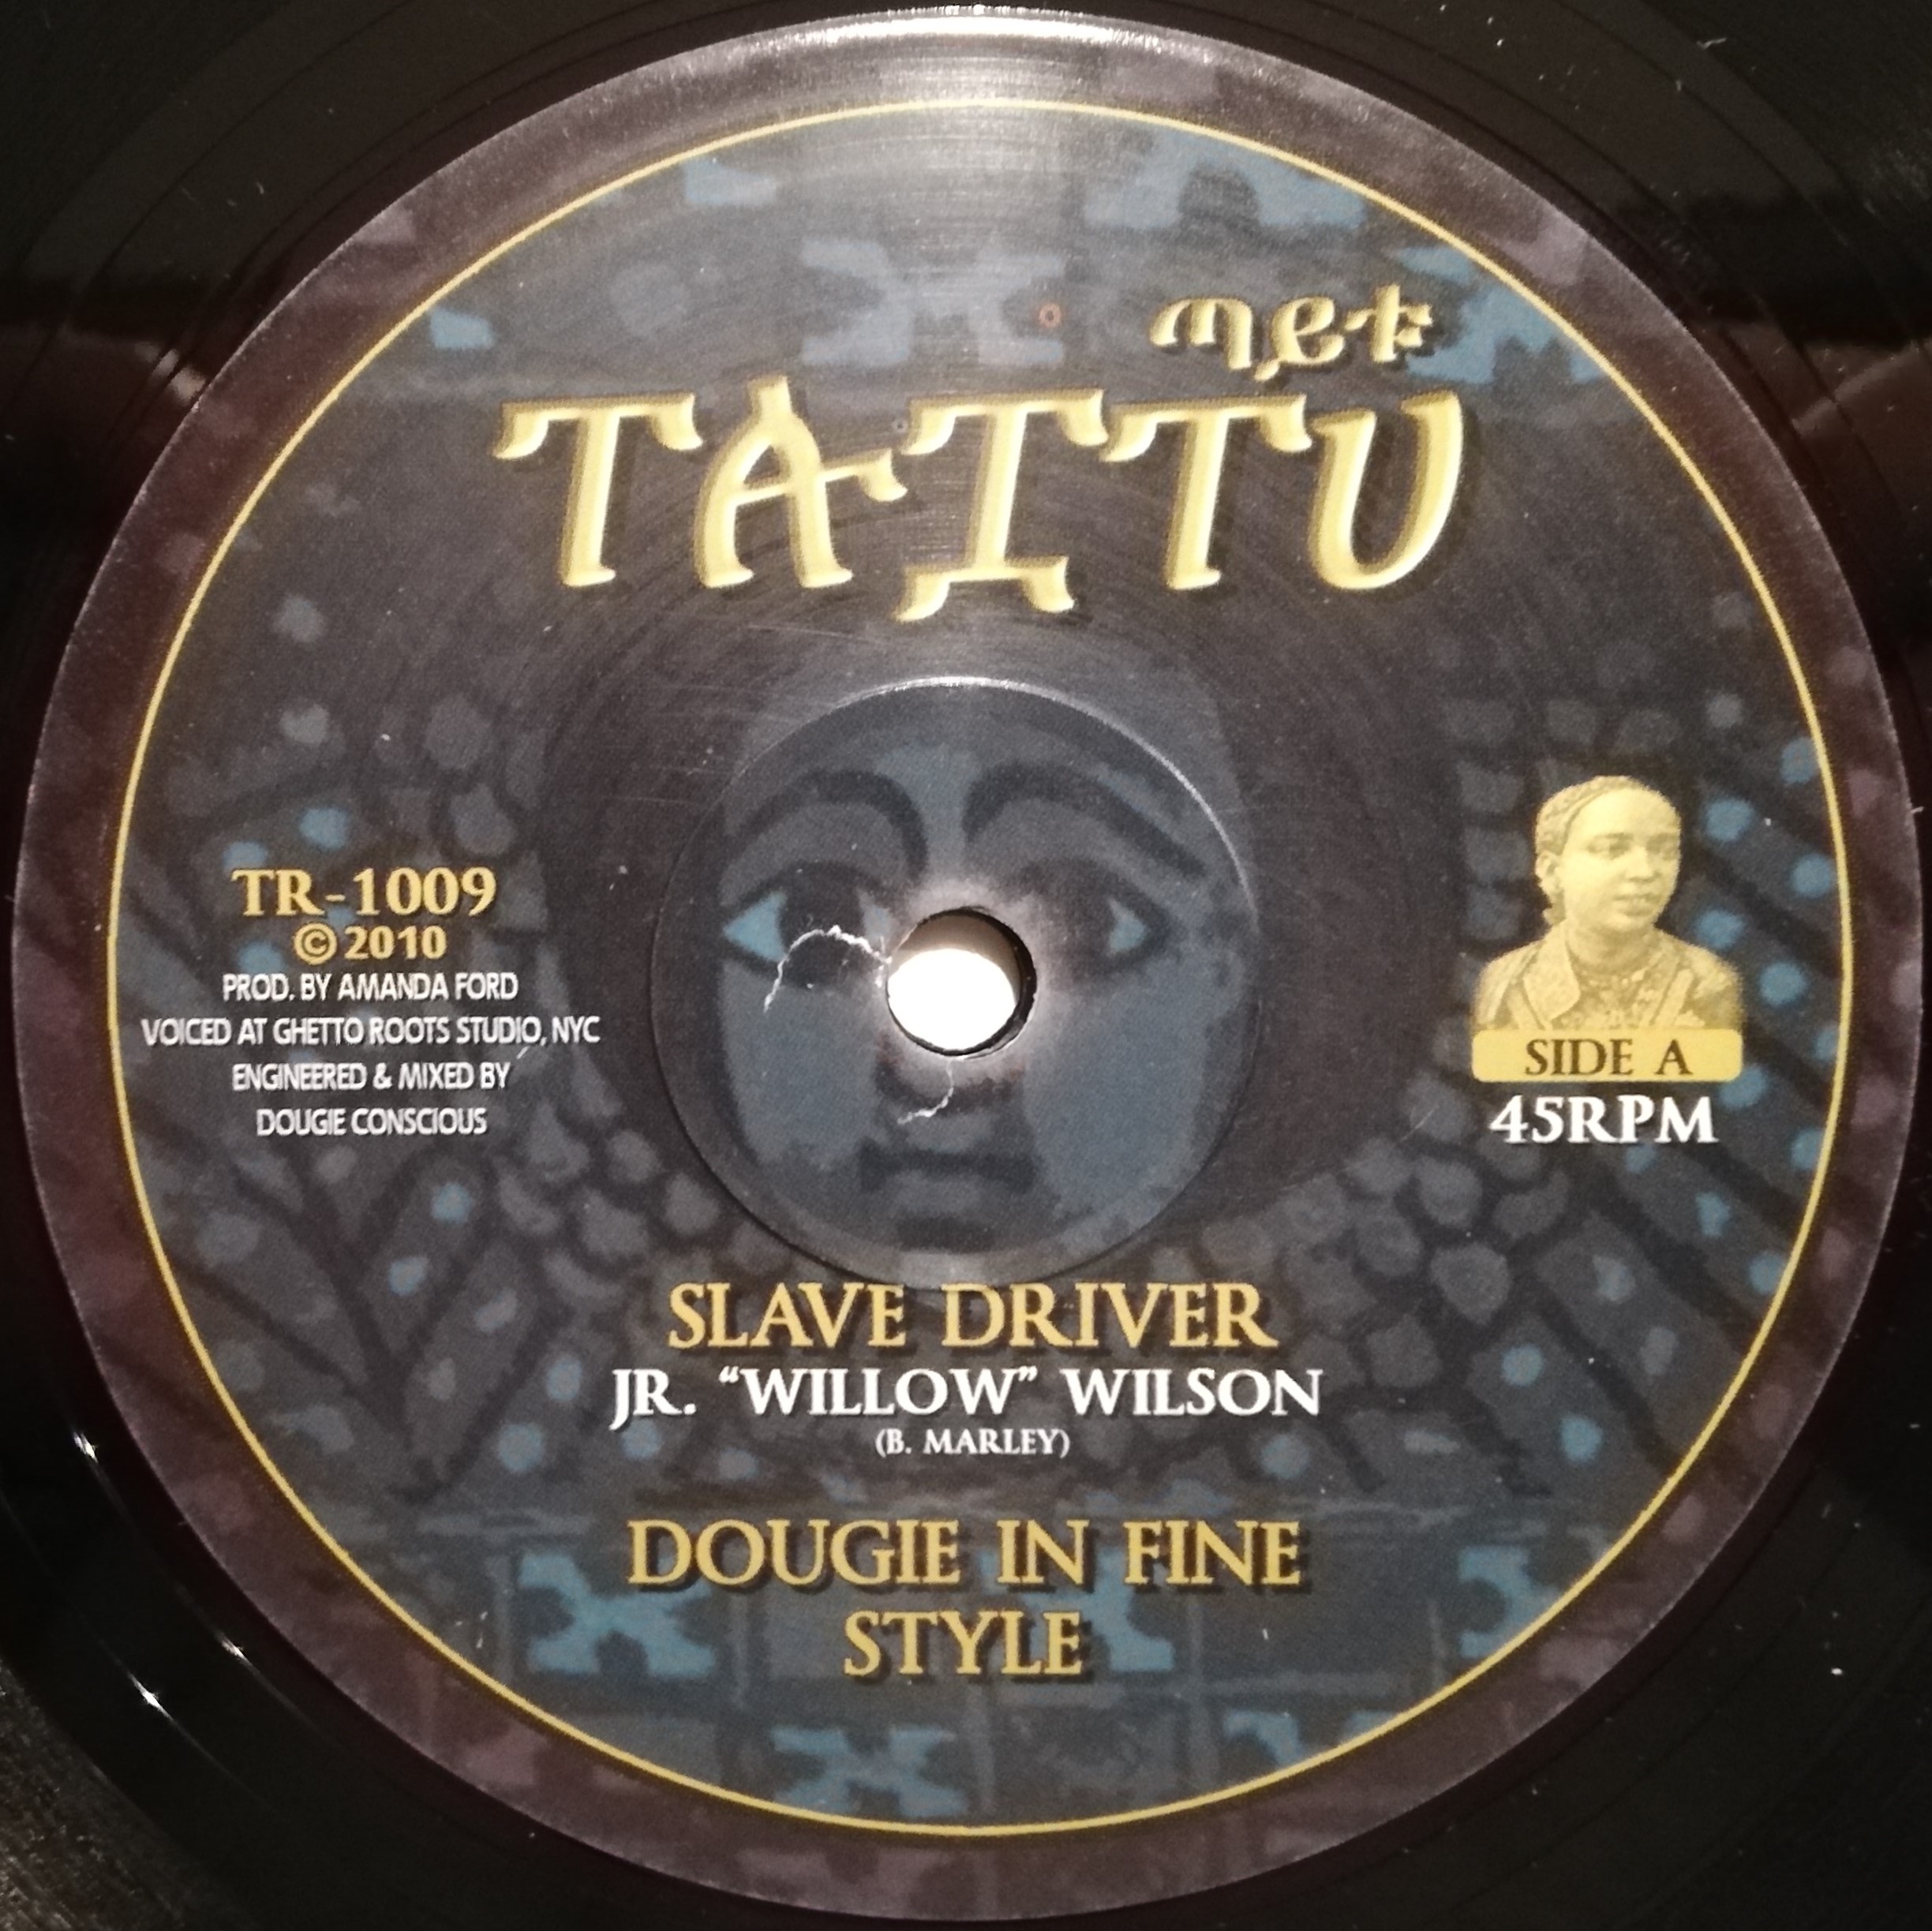 ጣይቱ
TAITU
TR-1009
© 2010
PROD. BY AMANDA FORD
VOICED AT GHETTO ROOTS STUDIO, NYC
ENGINEERED & MIXED BY
DOUGIE CONSCIOUS
SIDE A
45RPM
SLAVE DRIVER
JR. “WILLOW” WILSON
(B. MARLEY)
DOUGIE IN FINE
STYLE